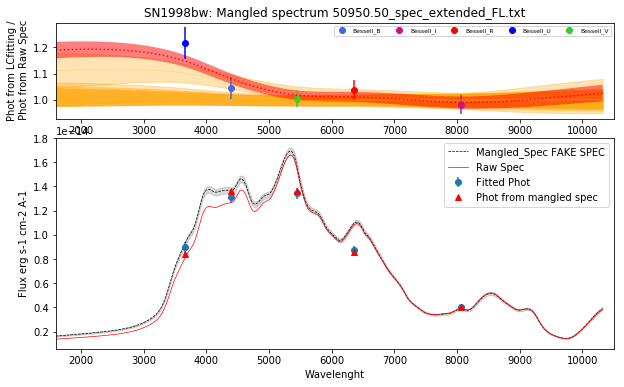 SN1998bw: Mangled spectrum 50950.50_spec_extended_FL.txt
Phot from LCfitting /
Phot from Raw Spec
1.2
1.1
1.0
Bessell_B
Bessell_I
Bessell_R
Bessell_U
Bessell_V
2000 3000 4000 5000 6000 7000 8000 9000 10000
Flux erg s-1 cm-2 A-1
1.8
1.6
1.4
1.2
1.0
0.8
0.6
0.4
0.2
Mangled_Spec FAKE SPEC
Raw Spec
Fitted Phot
Phot from mangled spec
2000 3000 4000 5000 6000 7000 8000 9000 10000
Wavelenght